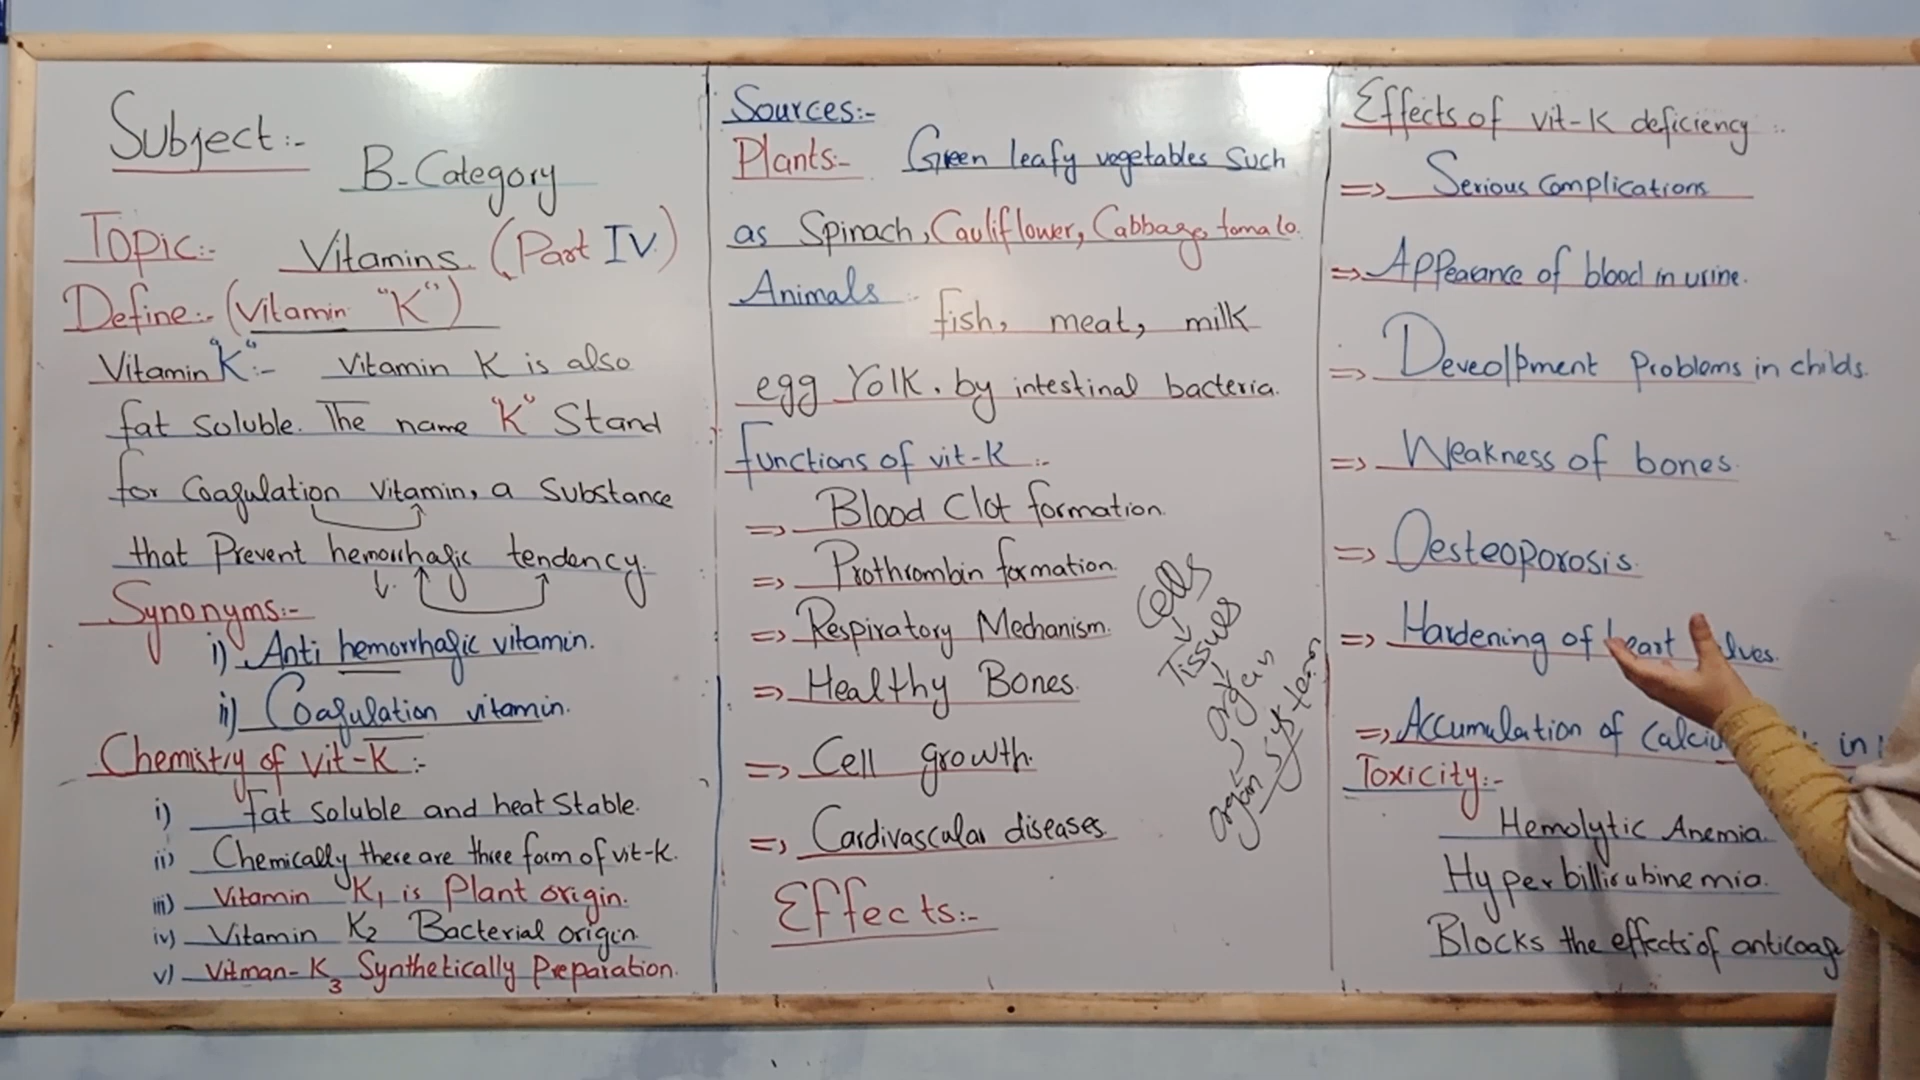 Subject:-
B-Category
Topic:- Vitamins (Part IV)
Define:- (Vitamin "K")
Vitamin "K":- Vitamin K is also
fat soluble. The name "K" Stand
for Coagulation vitamin, a Substance
that Prevent hemorrhagic tendency.
Synonyms:-
i) Anti hemorrhagic vitamin.
ii) Coagulation vitamin.
Chemistry of vit-K:-
i) Fat soluble and heat Stable.
ii) Chemically there are three form of vit-K.
iii) Vitamin K1 is Plant origin.
iv) Vitamin K2 Bacterial origin.
v) Vitman-K3 Synthetically Preparation.
Sources:-
Plants:- Green leafy vegetables Such
as Spinach, Cauliflower, Cabbage, tomato.
Animals:- fish, meat, milk
egg Yolk. by intestinal bacteria.
Functions of vit-K:-
=> Blood Clot formation.
=> Prothrombin formation.
=> Respiratory Mechanism.
=> Healthy Bones.
=> Cell growth.
=> Cardivascular diseases.
Effects:-
Cells
Tissues
Organ
Organ System
Effects of vit-K deficiency:-
=> Serious Complications
=> Appearance of blood in urine.
=> Deveolpment Problems in childs.
=> Weakness of bones.
=> Oesteoporosis.
=> Hardening of heart
=> Accumulation of in
Toxicity:-
Hemolytic Anemia.
Hyperbillirubinemia.
Blocks the effects of